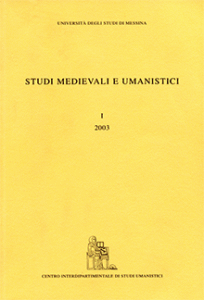 UNIVERSITÀ DEGLI STUDI DI MESSINA
STUDI MEDIEVALI E UMANISTICI
I
2003
CENTRO INTERDIPARTIMENTALE DI STUDI UMANISTICI